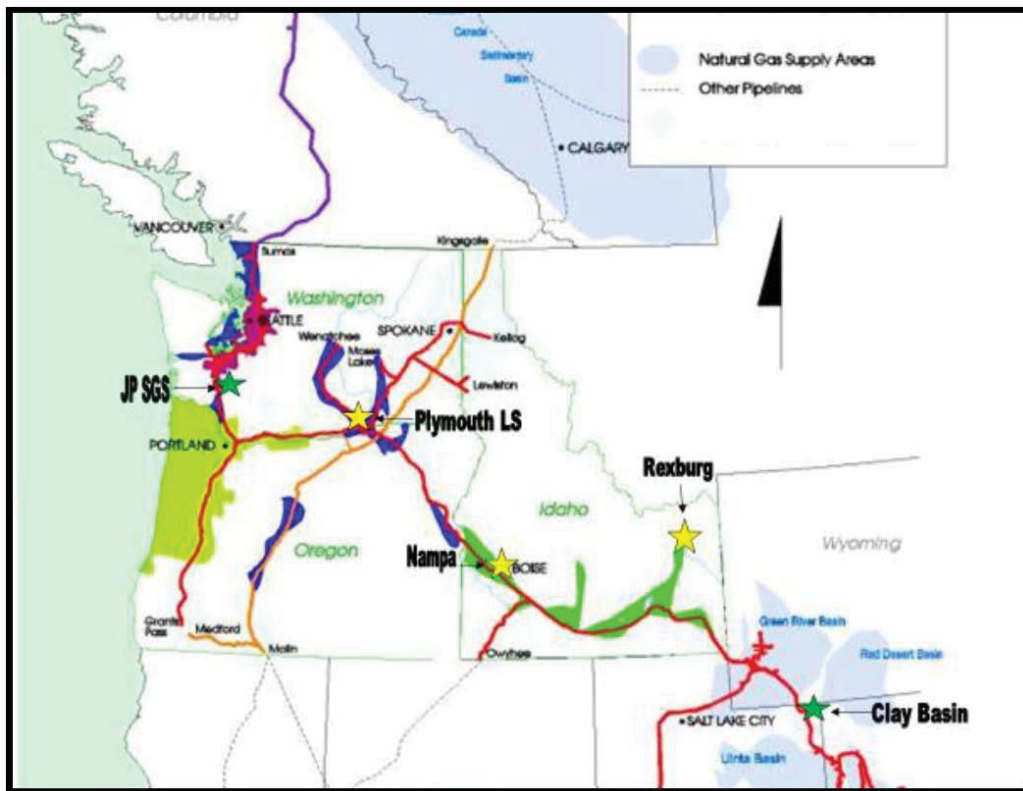 Columbia
Canada
Sedimentary
Basin
Natural Gas Supply Areas
Other Pipelines
CALGARY
VANCOUVER
Sumas
Kingsgate
Washington
SEATTLE
Wenatchee
Moses
Lake
SPOKANE
Kellog
Lewiston
JP SGS
Plymouth LS
PORTLAND
Rexburg
Idaho
Wyoming
Oregon
Nampa
BOISE
Grants
Pass
Medford
Malin
Owyhee
Green River Basin
Red Desert Basin
SALT LAKE CITY
Clay Basin
Uinta Basin